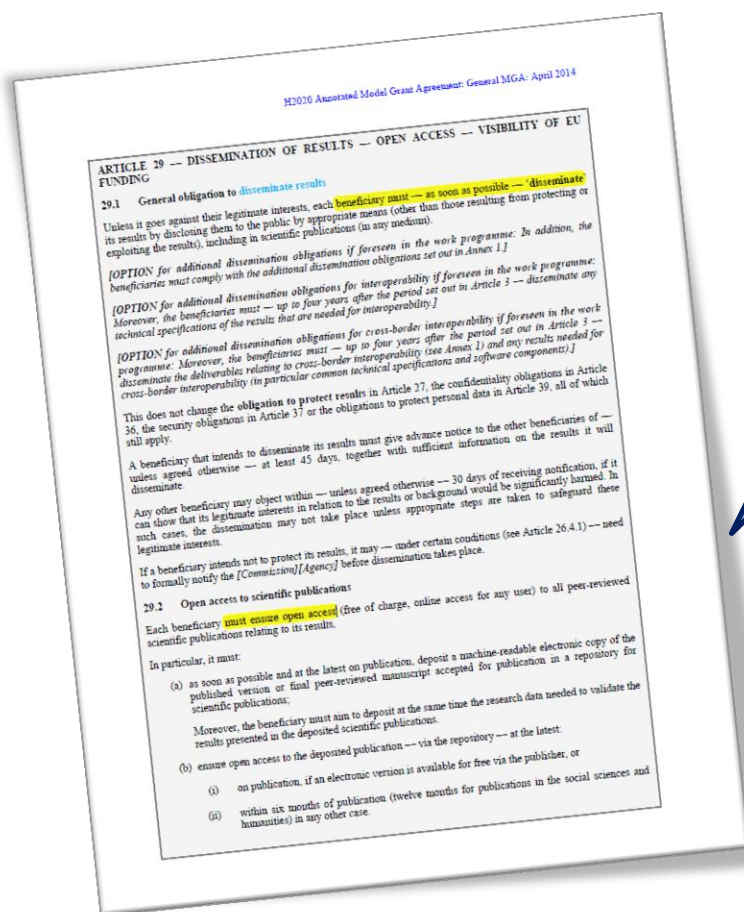 H2020 Annotated Model Grant Agreement: General MGA: April 2014
ARTICLE 29 — DISSEMINATION OF RESULTS — OPEN ACCESS — VISIBILITY OF EU
FUNDING
29.1 General obligation to disseminate results
Unless it goes against their legitimate interests, each beneficiary must — as soon as possible — ‘disseminate’
its results by disclosing them to the public by appropriate means (other than those resulting from protecting or
exploiting the results), including in scientific publications (in any medium).
[OPTION for additional dissemination obligations if foreseen in the work programme: In addition, the
beneficiaries must comply with the additional dissemination obligations set out in Annex 1.]
[OPTION for additional dissemination obligations for interoperability if foreseen in the work programme:
Moreover, the beneficiaries must — up to four years after the period set out in Article 3 — disseminate any
technical specifications of the results that are needed for interoperability.]
[OPTION for additional dissemination obligations for cross-border interoperability if foreseen in the work
programme: Moreover, the beneficiaries must — up to four years after the period set out in Article 3 —
disseminate the deliverables relating to cross-border interoperability (see Annex 1) and any results needed for
cross-border interoperability (in particular common technical specifications and software components).]
This does not change the obligation to protect results in Article 27, the confidentiality obligations in Article
36, the security obligations in Article 37 or the obligations to protect personal data in Article 39, all of which
still apply.
A beneficiary that intends to disseminate its results must give advance notice to the other beneficiaries of —
unless agreed otherwise — at least 45 days, together with sufficient information on the results it will
disseminate.
Any other beneficiary may object within — unless agreed otherwise — 30 days of receiving notification, if it
can show that its legitimate interests in relation to the results or background would be significantly harmed. In
such cases, the dissemination may not take place unless appropriate steps are taken to safeguard these
legitimate interests.
If a beneficiary intends not to protect its results, it may — under certain conditions (see Article 26.4.1) — need
to formally notify the [Commission][Agency] before dissemination takes place.
29.2 Open access to scientific publications
Each beneficiary must ensure open access (free of charge, online access for any user) to all peer-reviewed
scientific publications relating to its results.
In particular, it must:
(a) as soon as possible and at the latest on publication, deposit a machine-readable electronic copy of the
published version or final peer-reviewed manuscript accepted for publication in a repository for
scientific publications;
Moreover, the beneficiary must aim to deposit at the same time the research data needed to validate the
results presented in the deposited scientific publications.
(b) ensure open access to the deposited publication — via the repository — at the latest:
(i) on publication, if an electronic version is available for free via the publisher, or
(ii) within six months of publication (twelve months for publications in the social sciences and
humanities) in any other case.